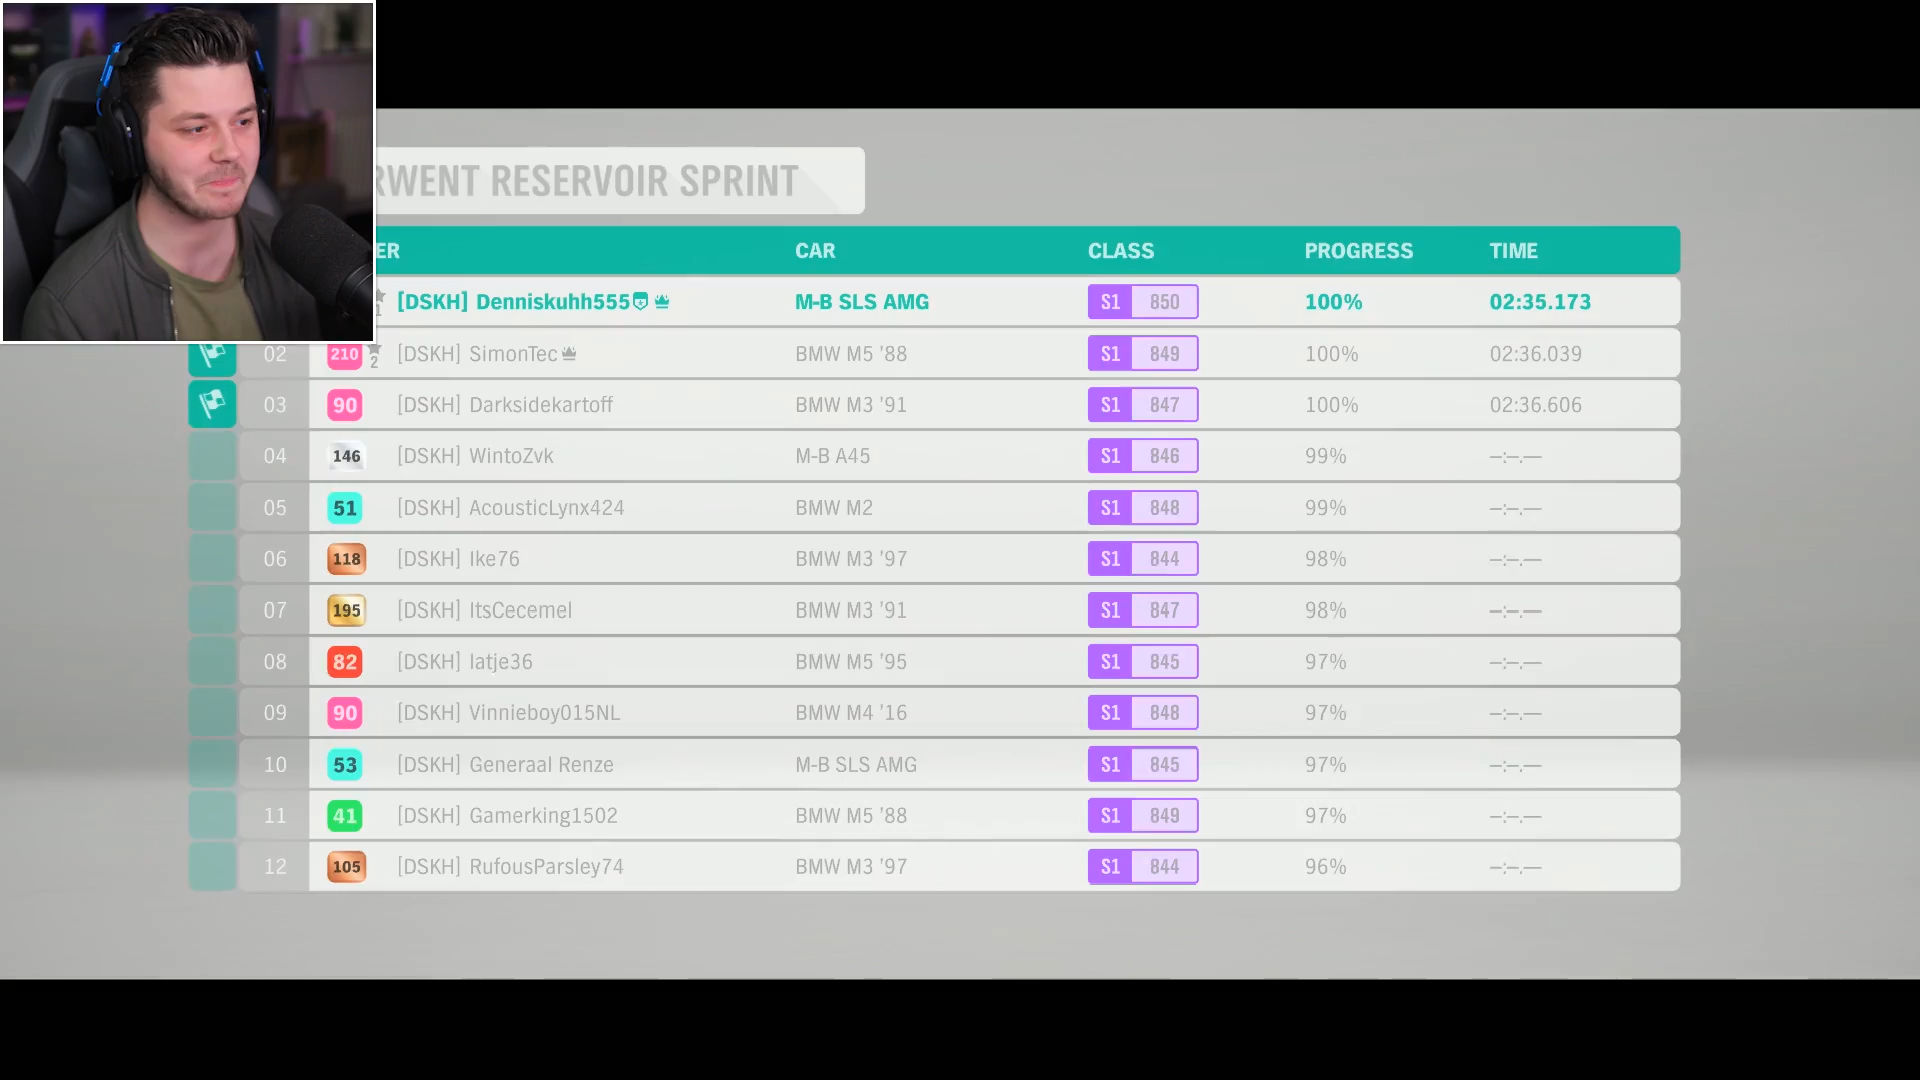 RWENT RESERVOIR SPRINT
ER CAR CLASS PROGRESS TIME
1 [DSKH] Denniskuhh555 M-B SLS AMG S1 850 100% 02:35.173
02 210 2 [DSKH] SimonTec BMW M5 '88 S1 849 100% 02:36.039
03 90 [DSKH] Darksidekartoff BMW M3 '91 S1 847 100% 02:36.606
04 146 [DSKH] WintoZvk M-B A45 S1 846 99% --:--.---
05 51 [DSKH] AcousticLynx424 BMW M2 S1 848 99% --:--.---
06 118 [DSKH] Ike76 BMW M3 '97 S1 844 98% --:--.---
07 195 [DSKH] ItsCecemel BMW M3 '91 S1 847 98% --:--.---
08 82 [DSKH] Iatje36 BMW M5 '95 S1 845 97% --:--.---
09 90 [DSKH] Vinnieboy015NL BMW M4 '16 S1 848 97% --:--.---
10 53 [DSKH] Generaal Renze M-B SLS AMG S1 845 97% --:--.---
11 41 [DSKH] Gamerking1502 BMW M5 '88 S1 849 97% --:--.---
12 105 [DSKH] RufousParsley74 BMW M3 '97 S1 844 96% --:--.---